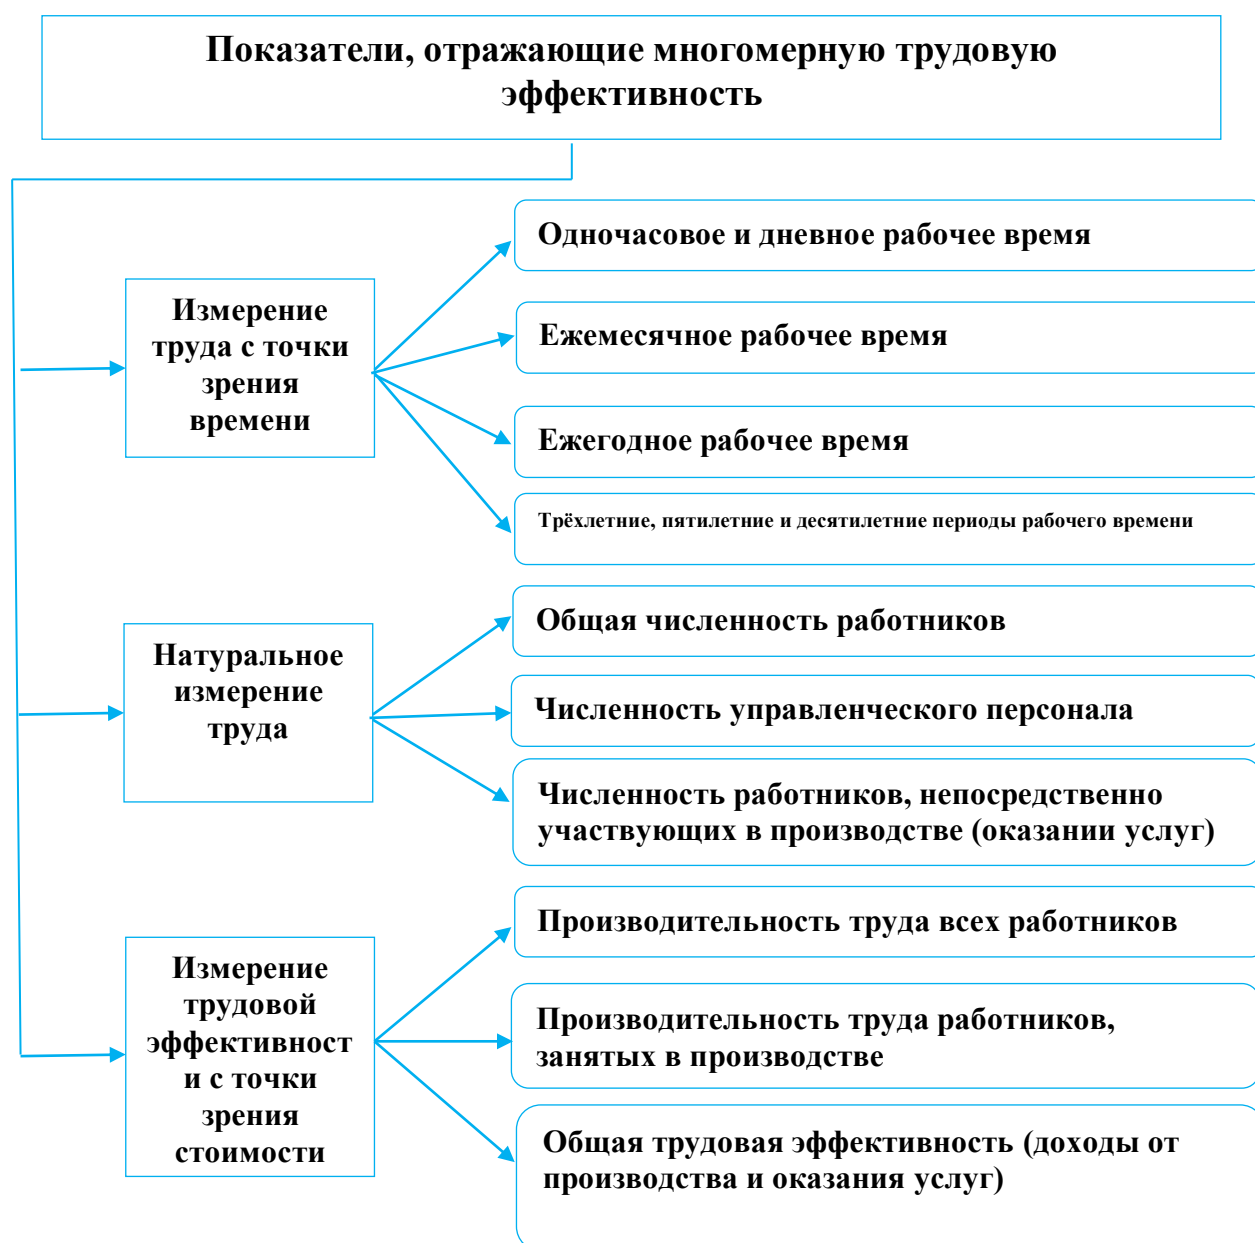 Показатели, отражающие многомерную трудовую
эффективность
Измерение
труда с точки
зрения
времени
Одночасовое и дневное рабочее время
Ежемесячное рабочее время
Ежегодное рабочее время
Трёхлетние, пятилетние и десятилетние периоды рабочего времени
Натуральное
измерение
труда
Общая численность работников
Численность управленческого персонала
Численность работников, непосредственно
участвующих в производстве (оказании услуг)
Измерение
трудовой
эффективност
и с точки
зрения
стоимости
Производительность труда всех работников
Производительность труда работников,
занятых в производстве
Общая трудовая эффективность (доходы от
производства и оказания услуг)